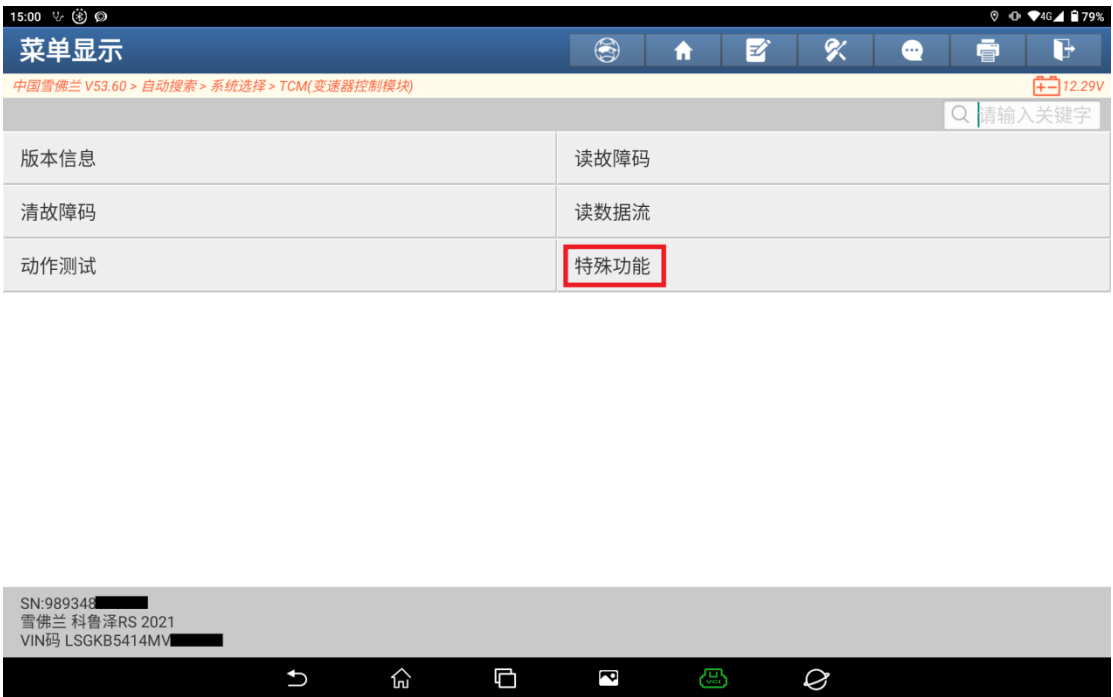 15:00 4G 79%
菜单显示
中国雪佛兰 V53.60 > 自动搜索 > 系统选择 > TCM(变速器控制模块) 12.29V
请输入关键字
版本信息 读故障码
清故障码 读数据流
动作测试 特殊功能
SN:989348
雪佛兰 科鲁泽RS 2021
VIN码 LSGKB5414MV
VCI